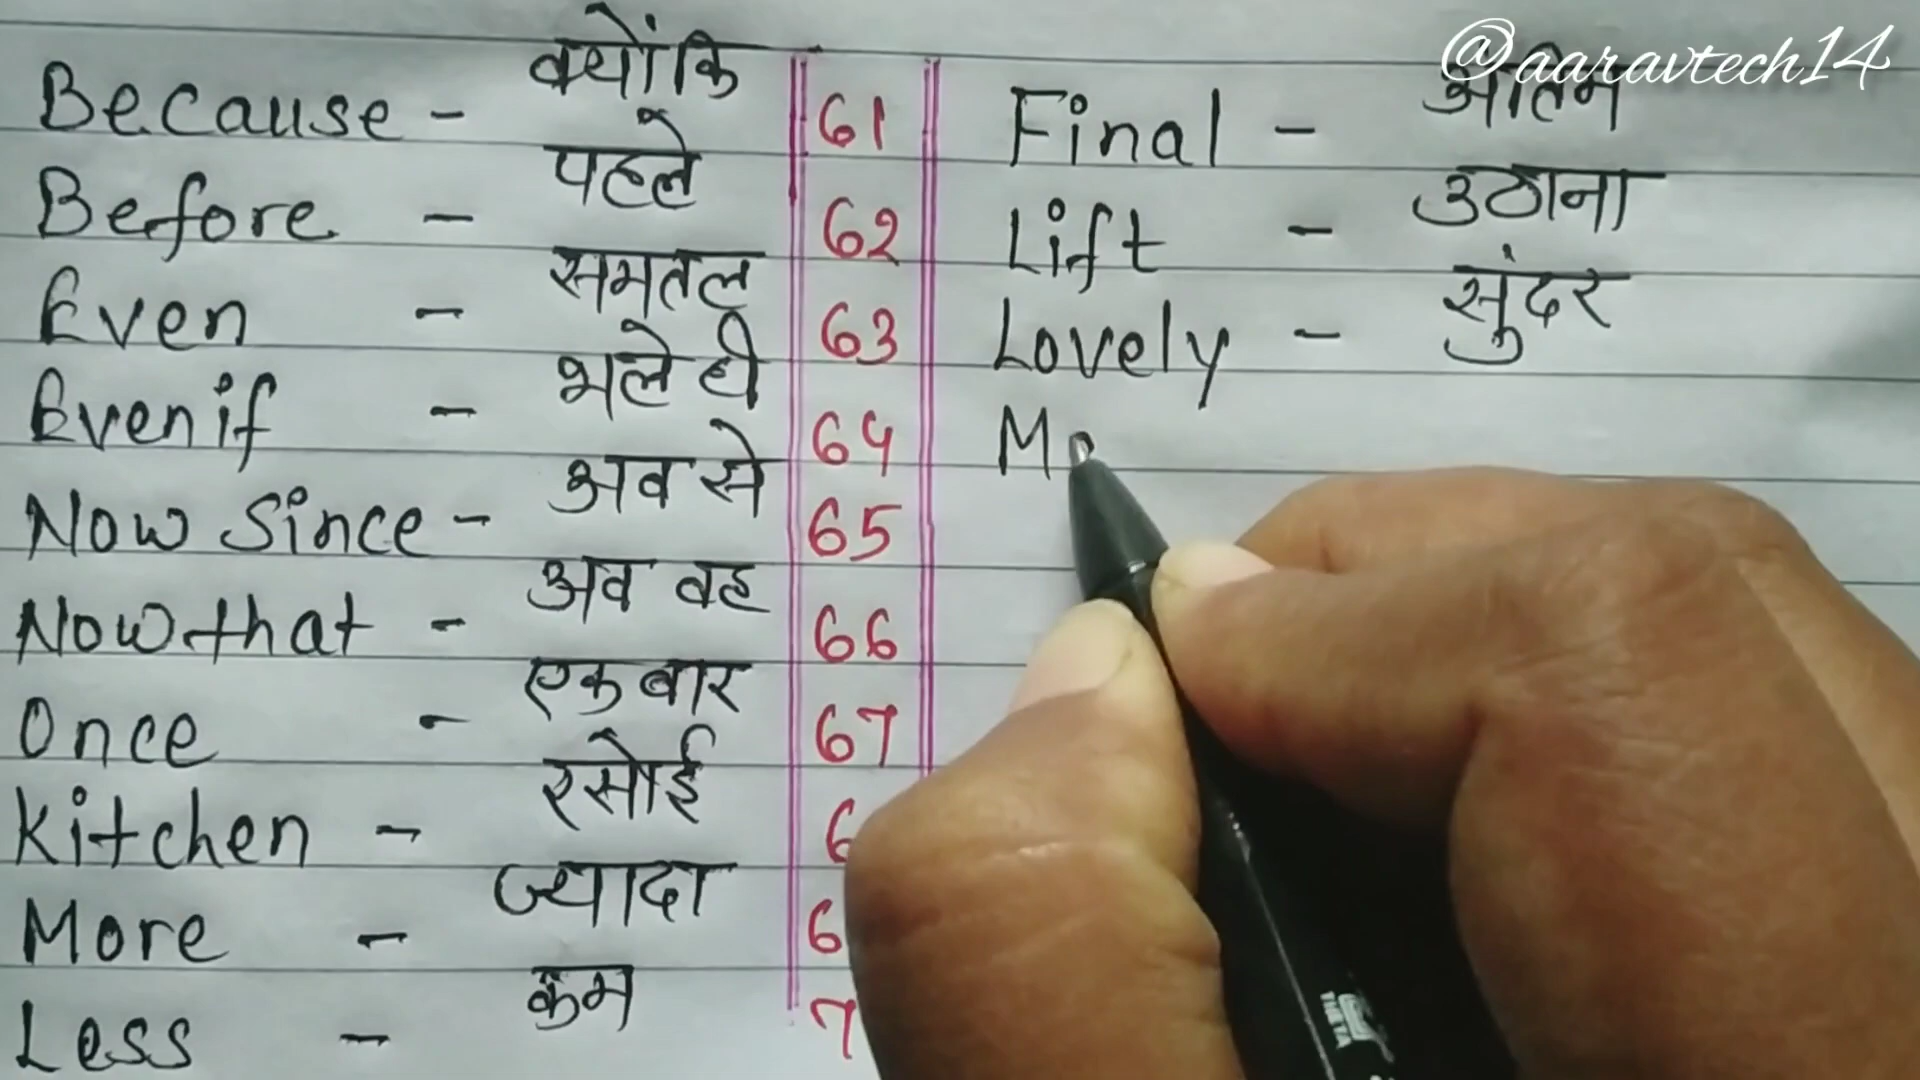 @aaravtech14
Because - क्योंकि
Before - पहले
Even - समतल
Even if - भले ही
Now Since - अब से
Now that - अब वह
Once - एक बार
Kitchen - रसोई
More - ज्यादा
Less - कम
61 Final - अंतिम
62 Lift - उठाना
63 Lovely - सुंदर
64
65
66
67